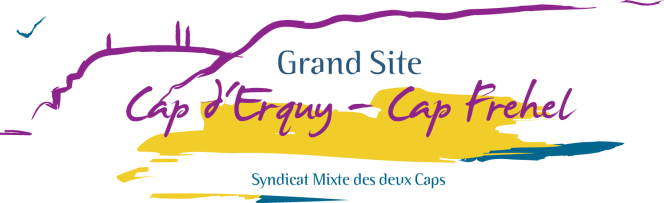 Grand Site
Cap d'Erquy - Cap Frehel
Syndicat Mixte des deux Caps